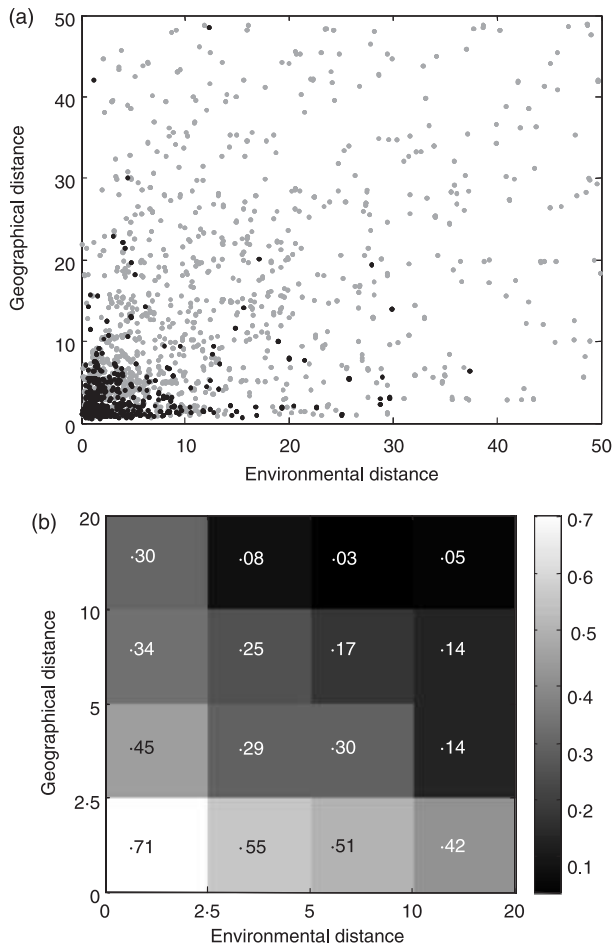 (a)
50
40
30
20
10
0
Geographical distance
0 10 20 30 40 50
Environmental distance
(b)
20
10
5
2·5
0
Geographical distance
·30 ·08 ·03 ·05
·34 ·25 ·17 ·14
·45 ·29 ·30 ·14
·71 ·55 ·51 ·42
0 2·5 5 10 20
Environmental distance
0·7
0·6
0·5
0·4
0·3
0·2
0.1